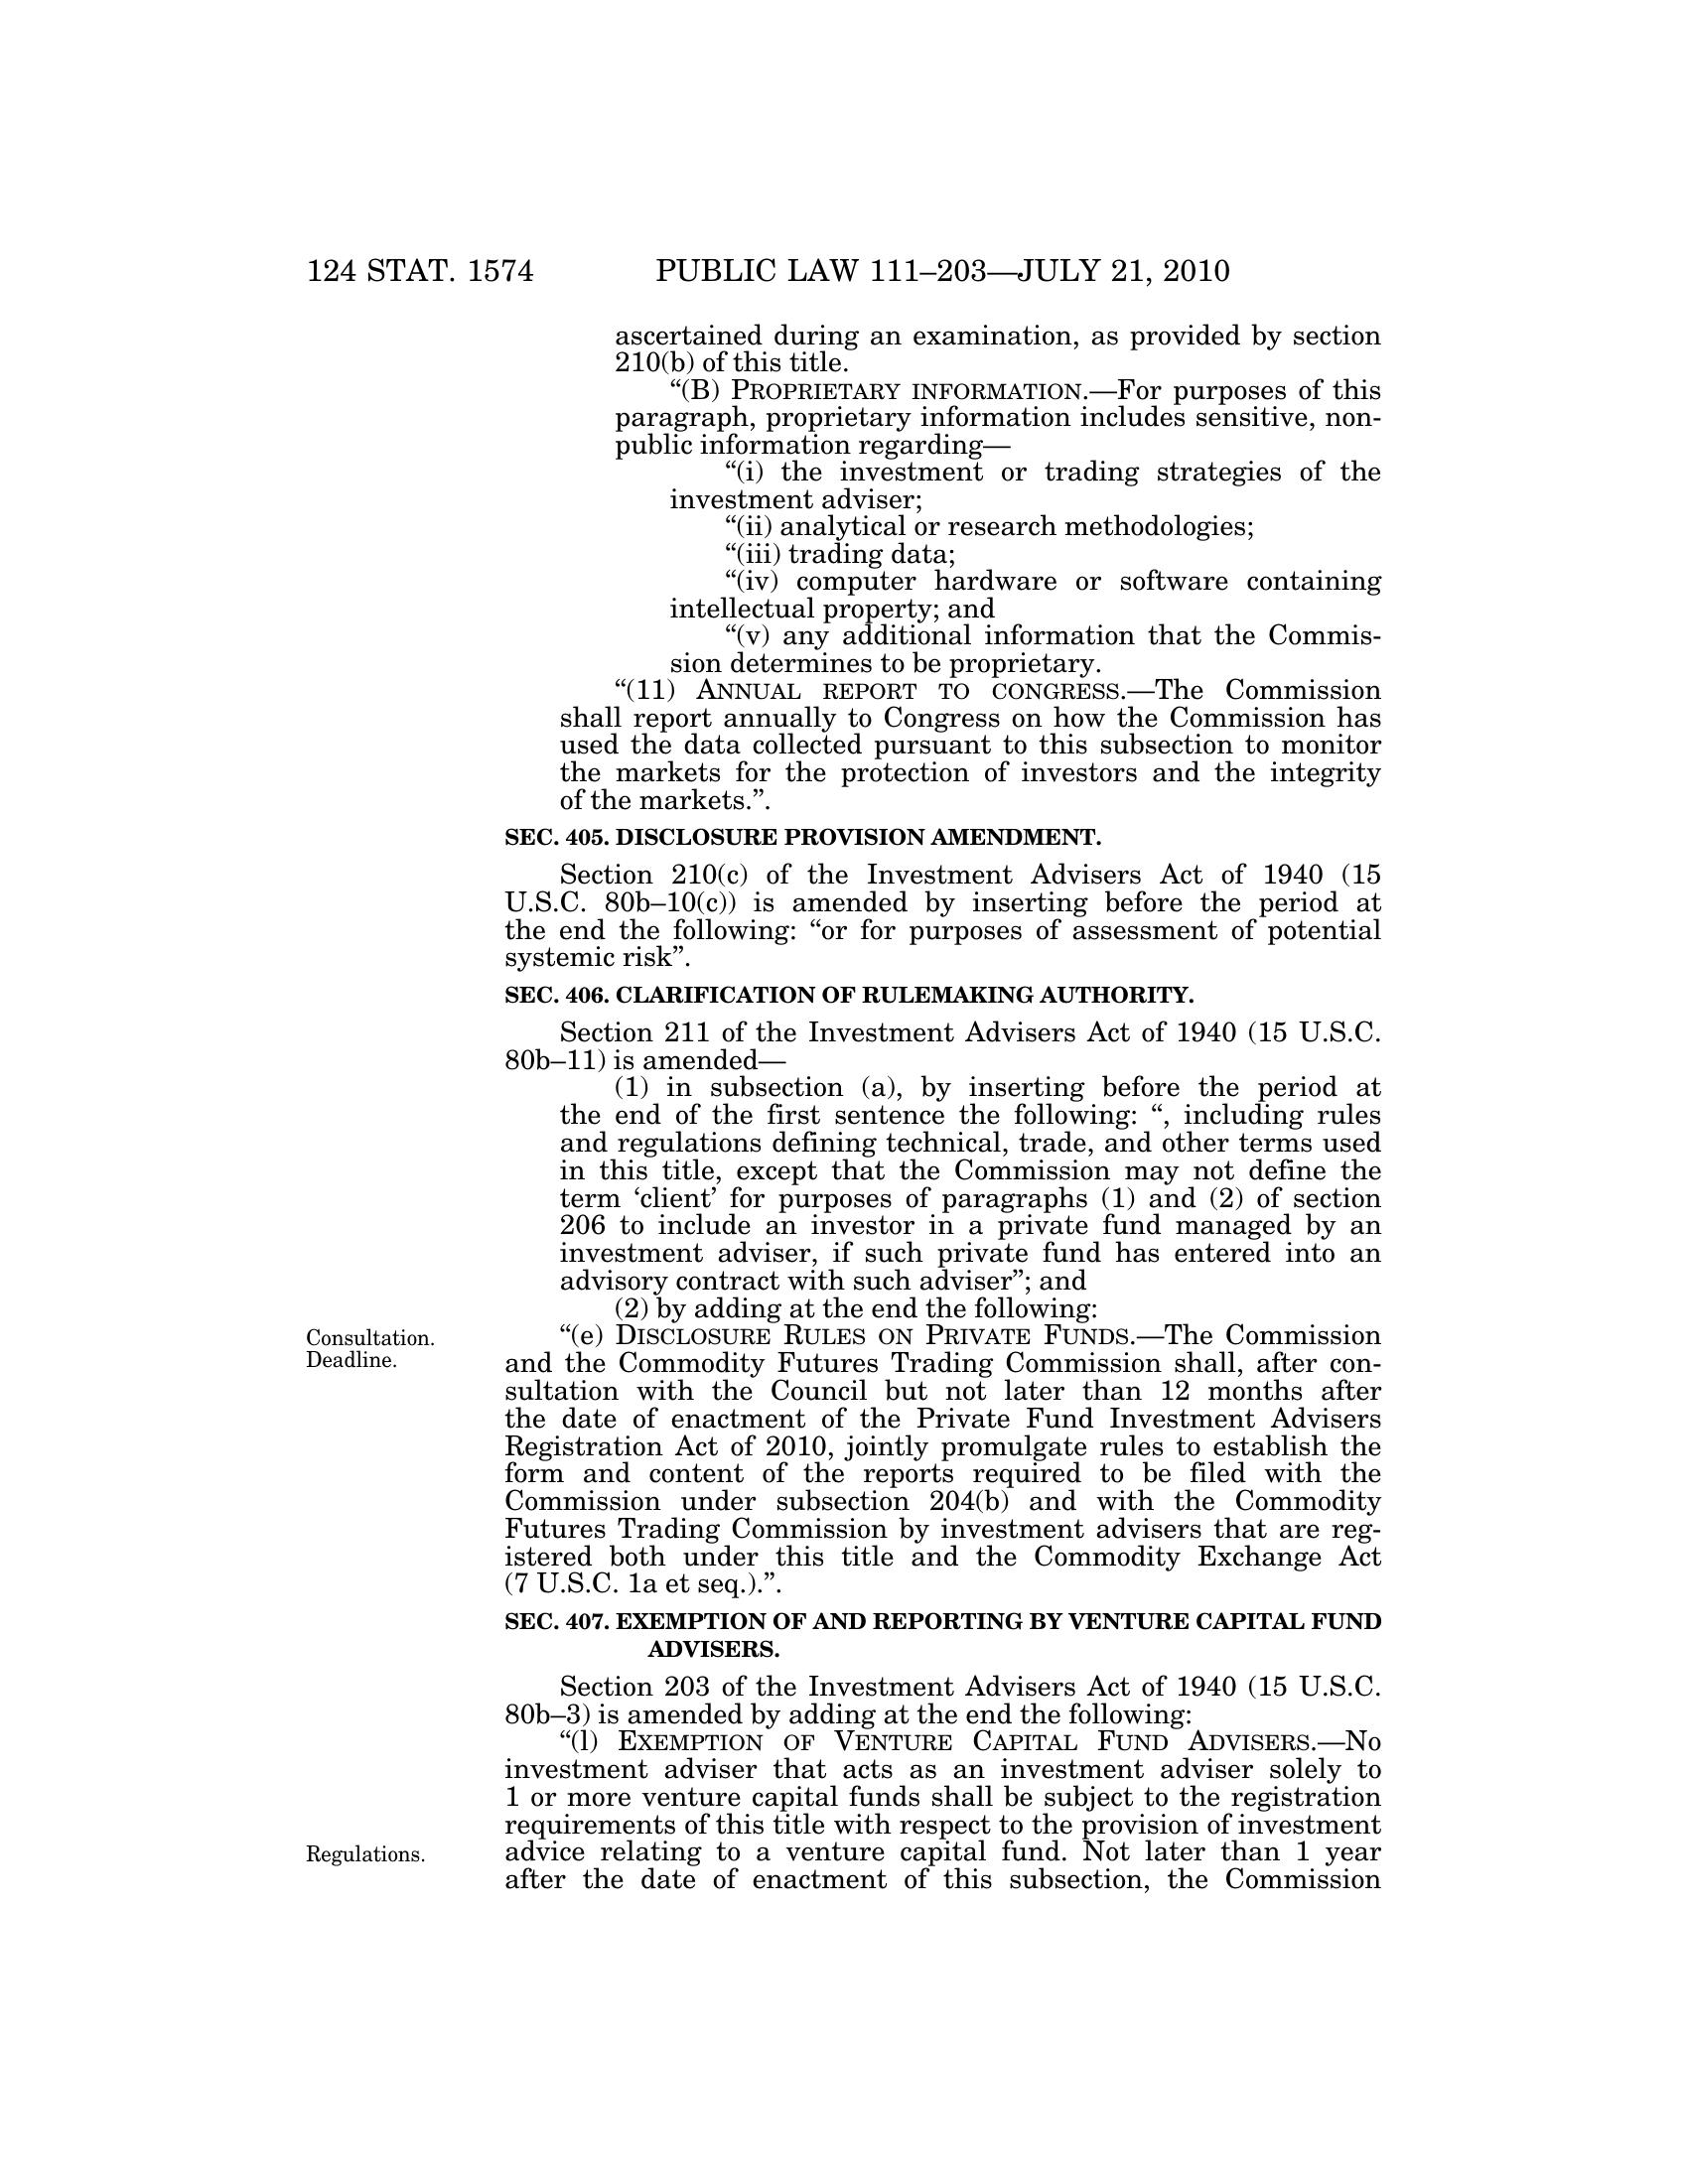 124 STAT. 1574 PUBLIC LAW 111–203—JULY 21, 2010
ascertained during an examination, as provided by section
210(b) of this title.
“(B) PROPRIETARY INFORMATION.—For purposes of this
paragraph, proprietary information includes sensitive, non-
public information regarding—
“(i) the investment or trading strategies of the
investment adviser;
“(ii) analytical or research methodologies;
“(iii) trading data;
“(iv) computer hardware or software containing
intellectual property; and
“(v) any additional information that the Commis-
sion determines to be proprietary.
“(11) ANNUAL REPORT TO CONGRESS.—The Commission
shall report annually to Congress on how the Commission has
used the data collected pursuant to this subsection to monitor
the markets for the protection of investors and the integrity
of the markets.”.
SEC. 405. DISCLOSURE PROVISION AMENDMENT.
Section 210(c) of the Investment Advisers Act of 1940 (15
U.S.C. 80b–10(c)) is amended by inserting before the period at
the end the following: “or for purposes of assessment of potential
systemic risk”.
SEC. 406. CLARIFICATION OF RULEMAKING AUTHORITY.
Section 211 of the Investment Advisers Act of 1940 (15 U.S.C.
80b–11) is amended—
(1) in subsection (a), by inserting before the period at
the end of the first sentence the following: “, including rules
and regulations defining technical, trade, and other terms used
in this title, except that the Commission may not define the
term ‘client’ for purposes of paragraphs (1) and (2) of section
206 to include an investor in a private fund managed by an
investment adviser, if such private fund has entered into an
advisory contract with such adviser”; and
(2) by adding at the end the following:
“(e) DISCLOSURE RULES ON PRIVATE FUNDS.—The Commission
and the Commodity Futures Trading Commission shall, after con-
sultation with the Council but not later than 12 months after
the date of enactment of the Private Fund Investment Advisers
Registration Act of 2010, jointly promulgate rules to establish the
form and content of the reports required to be filed with the
Commission under subsection 204(b) and with the Commodity
Futures Trading Commission by investment advisers that are reg-
istered both under this title and the Commodity Exchange Act
(7 U.S.C. 1a et seq.).”.
Consultation.
Deadline.
SEC. 407. EXEMPTION OF AND REPORTING BY VENTURE CAPITAL FUND
ADVISERS.
Section 203 of the Investment Advisers Act of 1940 (15 U.S.C.
80b–3) is amended by adding at the end the following:
“(l) EXEMPTION OF VENTURE CAPITAL FUND ADVISERS.—No
investment adviser that acts as an investment adviser solely to
1 or more venture capital funds shall be subject to the registration
requirements of this title with respect to the provision of investment
advice relating to a venture capital fund. Not later than 1 year
after the date of enactment of this subsection, the Commission
Regulations.